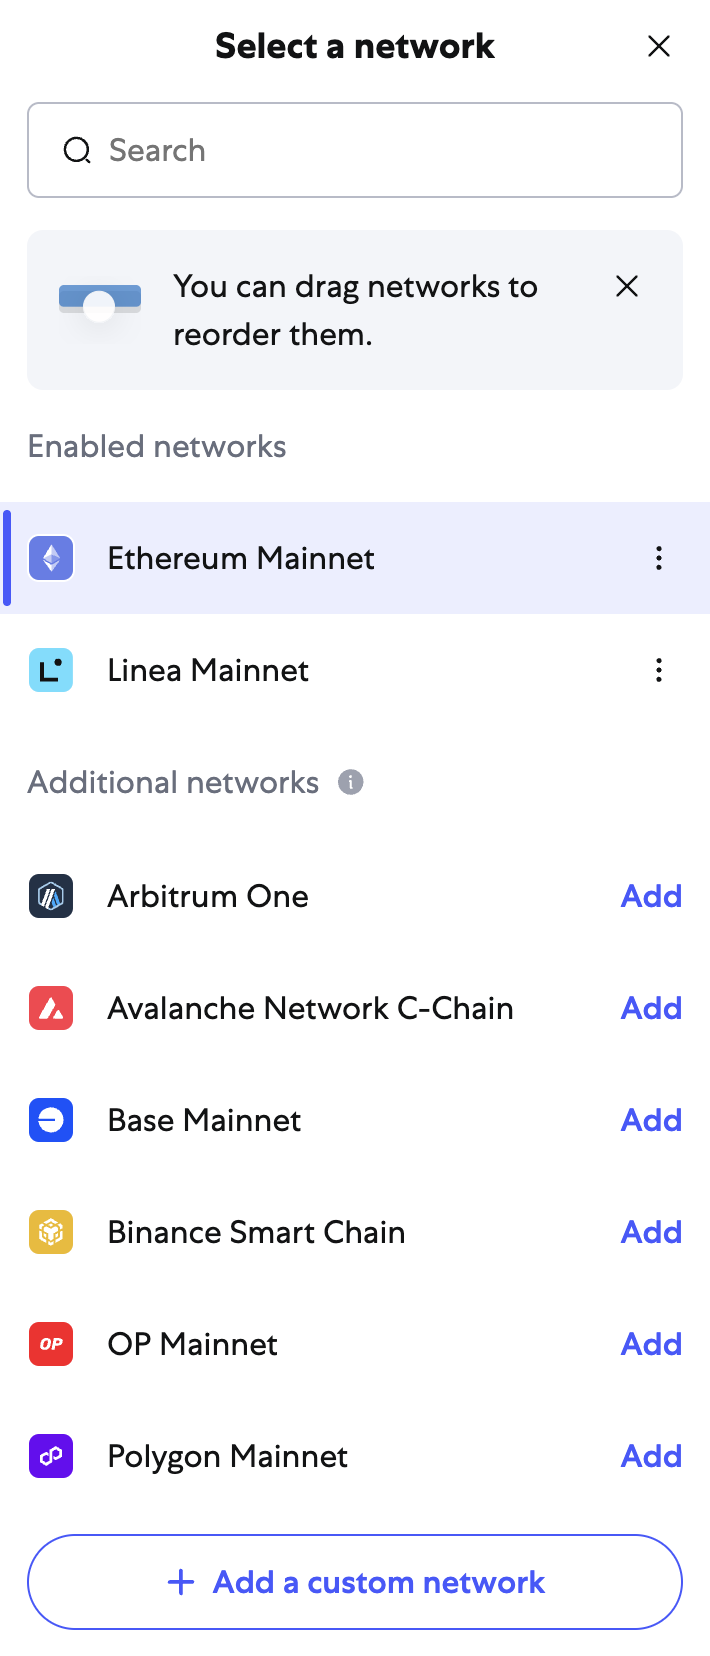 Select a network
Search
You can drag networks to
reorder them.
Enabled networks
Ethereum Mainnet
Linea Mainnet
Additional networks
Arbitrum One Add
Avalanche Network C-Chain Add
Base Mainnet Add
Binance Smart Chain Add
OP OP Mainnet Add
Polygon Mainnet Add
+ Add a custom network